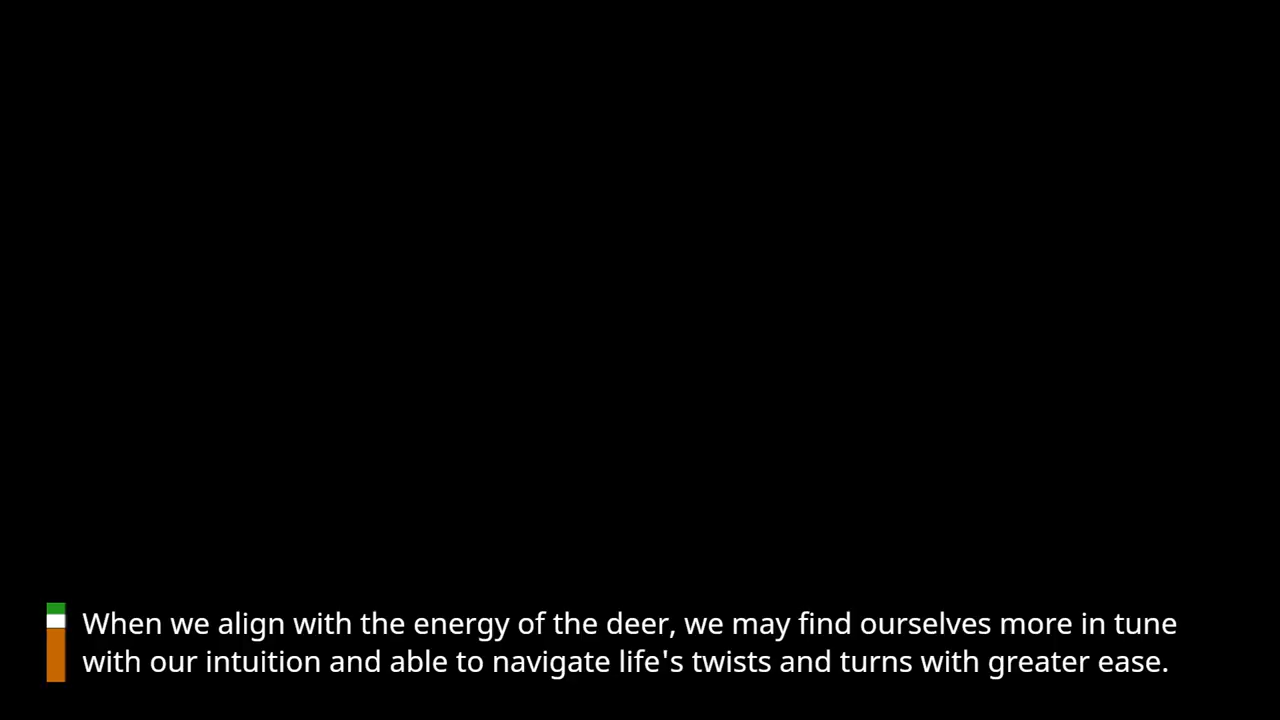 When we align with the energy of the deer, we may find ourselves more in tune
with our intuition and able to navigate life's twists and turns with greater ease.